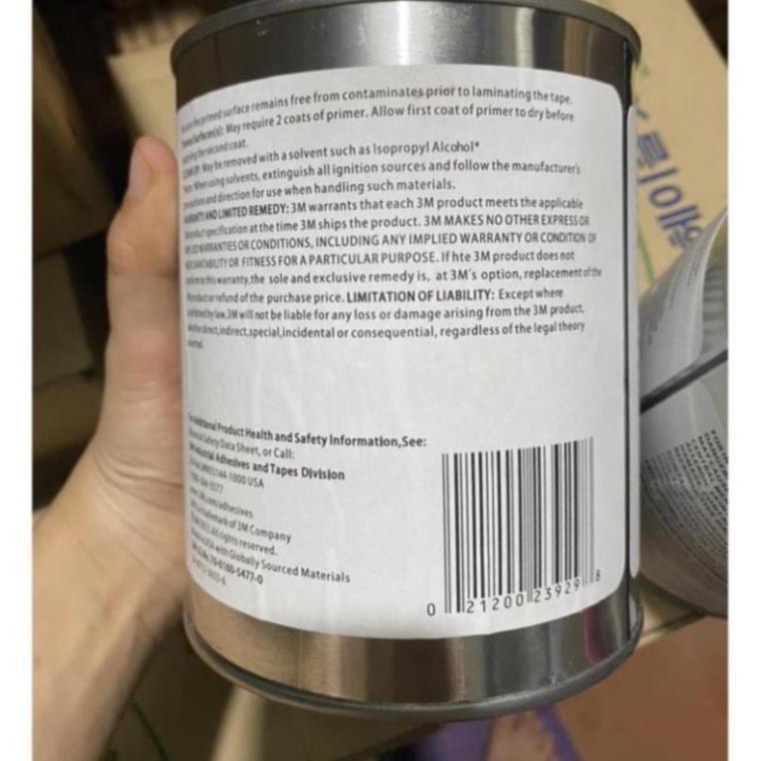 surface remains free from contaminates prior to laminating the tape.
May require 2 coats of primer. Allow first coat of primer to dry before
second coat.
May be removed with a solvent such as Isopropyl Alcohol*
When using solvents, extinguish all ignition sources and follow the manufacturer's
and direction for use when handling such materials.
AND LIMITED REMEDY: 3M warrants that each 3M product meets the applicable
specification at the time 3M ships the product. 3M MAKES NO OTHER EXPRESS OR
WARRANTIES OR CONDITIONS, INCLUDING ANY IMPLIED WARRANTY OR CONDITION OF
OR FITNESS FOR A PARTICULAR PURPOSE. If hte 3M product does not
this warranty, the sole and exclusive remedy is, at 3M's option, replacement of the
refund of the purchase price. LIMITATION OF LIABILITY: Except where
by law, 3M will not be liable for any loss or damage arising from the 3M product,
direct, indirect, special, incidental or consequential, regardless of the legal theory
Product Health and Safety Information,See:
Safety Data Sheet, or Call:
Adhesives and Tapes Division
55144-1000 USA
adhesives
trademark of 3M Company
All rights reserved.
with Globally Sourced Materials
0 21200 23929 8